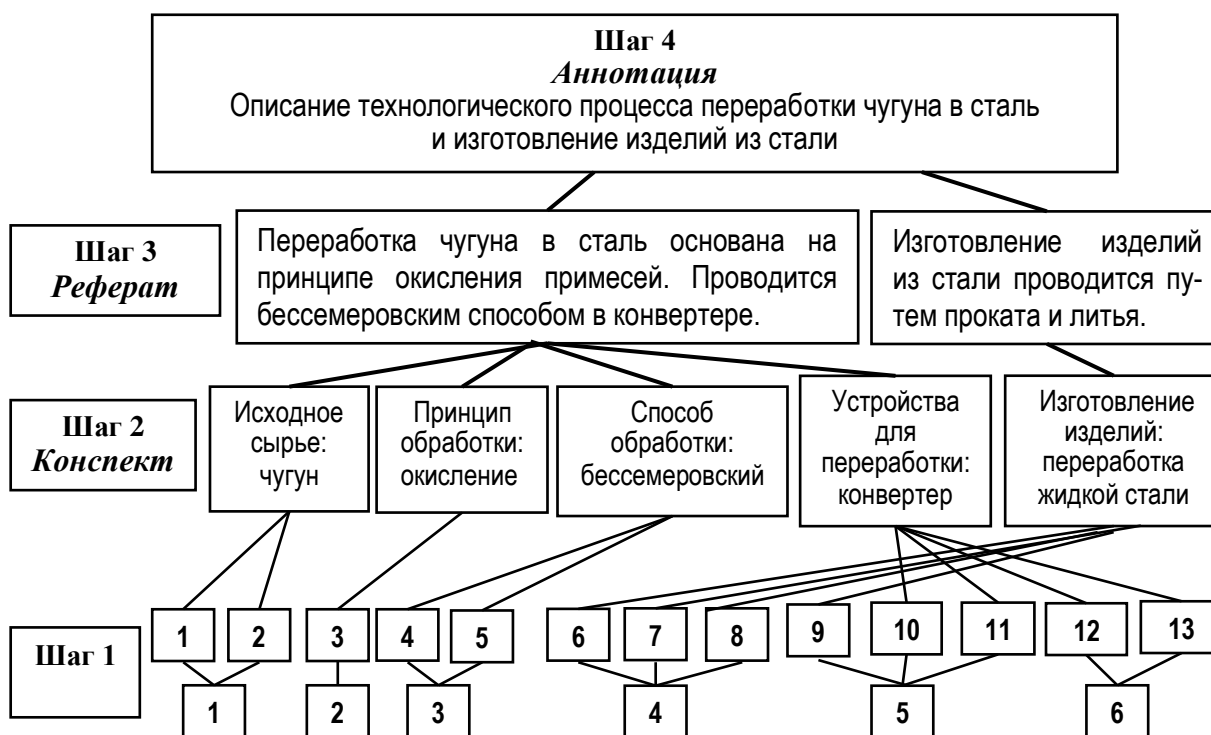 Шаг 4
Аннотация
Описание технологического процесса переработки чугуна в сталь
и изготовление изделий из стали
Шаг 3
Реферат
Переработка чугуна в сталь основана на
принципе окисления примесей. Проводится
бессемеровским способом в конвертере.
Изготовление изделий
из стали проводится пу-
тем проката и литья.
Шаг 2
Конспект
Исходное
сырье:
чугун
Принцип
обработки:
окисление
Способ
обработки:
бессемеровский
Устройства
для
переработки:
конвертер
Изготовление
изделий:
переработка
жидкой стали
Шаг 1
1 2 3 4 5 6 7 8 9 10 11 12 13
1 2 3 4 5 6